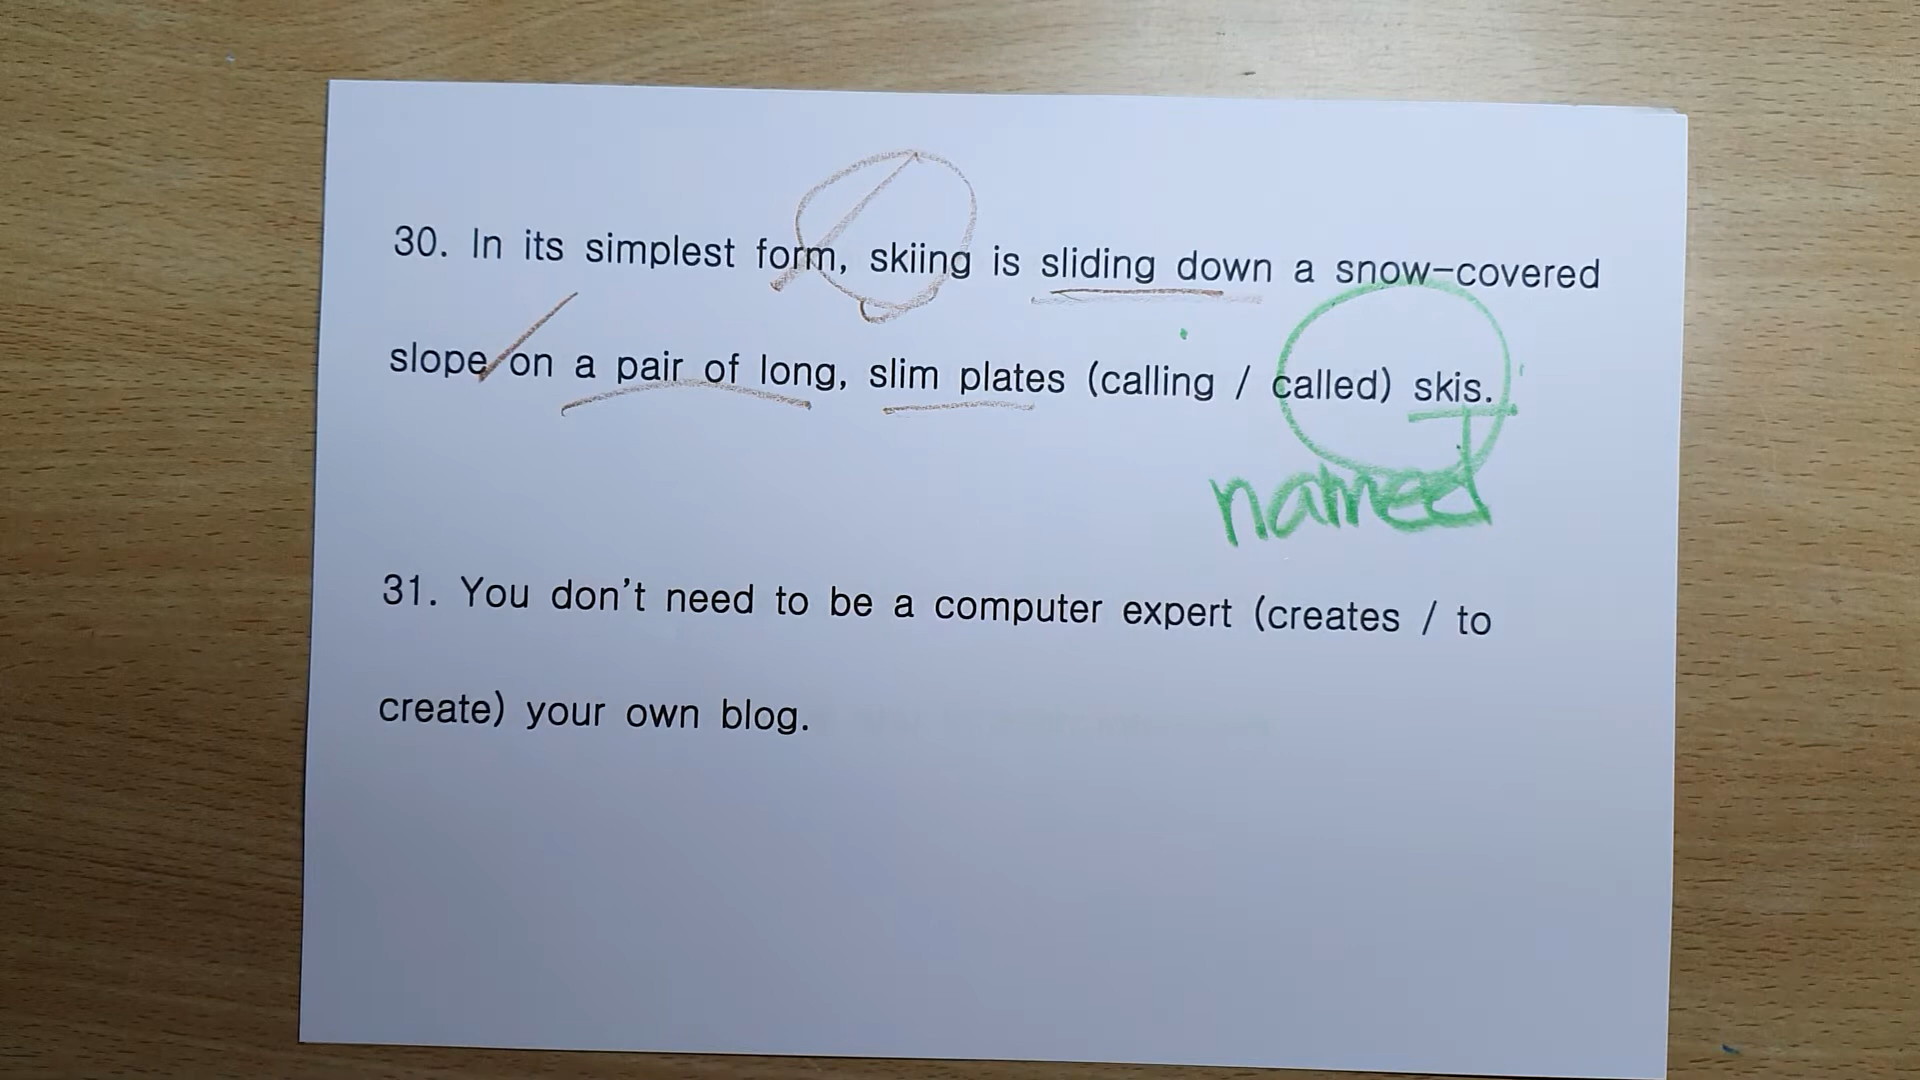 30. In its simplest form, skiing is sliding down a snow-covered
slope on a pair of long, slim plates (calling / called) skis.
named
31. You don't need to be a computer expert (creates / to
create) your own blog.